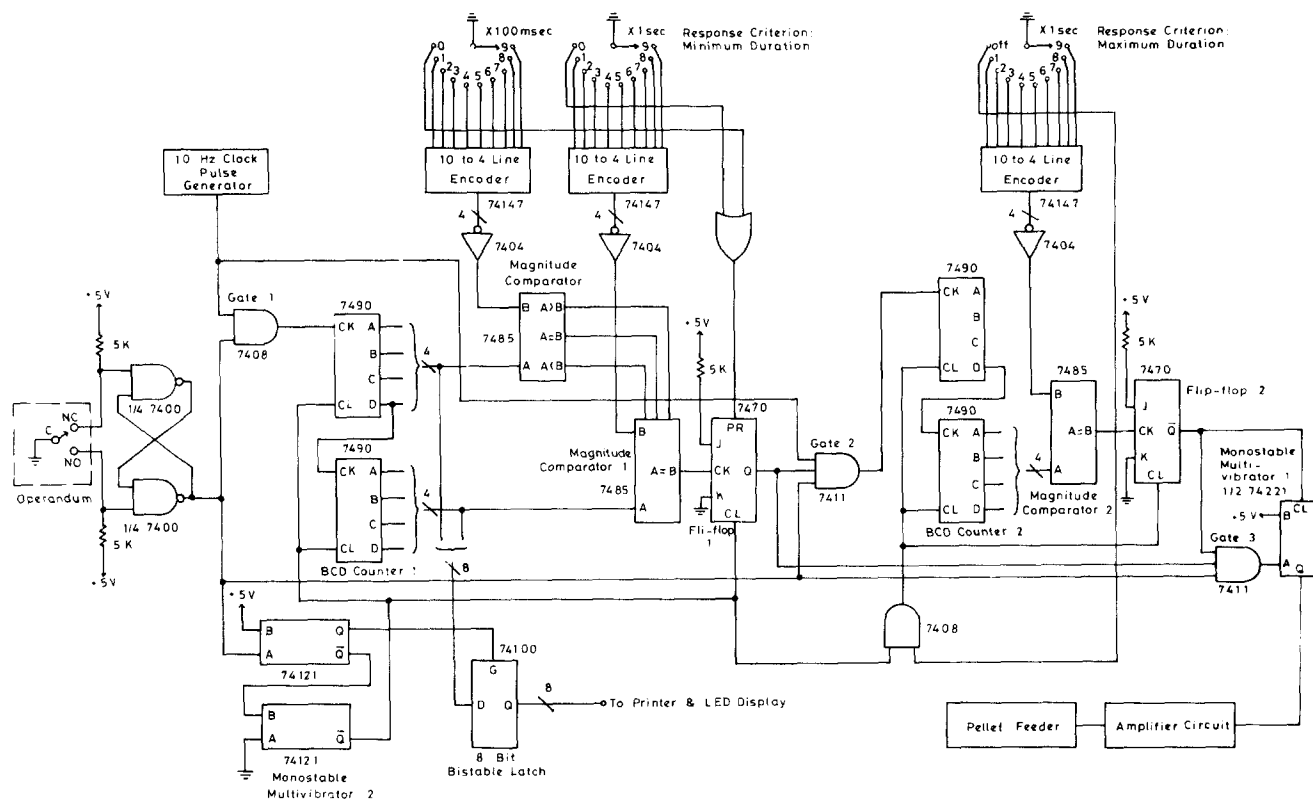 X100msec
X1sec
Response Criterion:
Minimum Duration
X1sec
Response Criterion:
Maximum Duration
0 1 2 3 4 5 6 7 8 9
0 1 2 3 4 5 6 7 8 9
off 1 2 3 4 5 6 7 8 9
10 to 4 Line
Encoder
10 to 4 Line
Encoder
10 to 4 Line
Encoder
74147
74147
74147
4
4
4
7404
7404
7404
10 Hz Clock
Pulse
Generator
Magnitude
Comparator
B A>B
A=B
A A<B
7485
Gate 1
7408
+5V
5K
1/4 7400
NC
C
NO
Operandum
1/4 7400
5K
+5V
7490
CK A
B
C
CL D
4
7490
CK A
B
C
CL D
4
BCD Counter 1
8
B
A=B
A
Magnitude
Comparator 1
7485
+5V
5K
7470
PR
J
CK Q
K
CL
Fli-flop
1
Gate 2
7411
7490
CK A
B
C
CL D
7490
CK A
B
C
CL D
BCD Counter 2
4
7485
B
A=B
A
Magnitude
Comparator 2
+5V
5K
7470
J
CK Q̅
K
CL
Flip-flop 2
Monostable
Multi-
vibrator 1
1/2 74221
+5V
CL
B
A Q
Gate 3
7411
7408
+5V
B Q
A Q̅
74121
B
A Q̅
74121
Monostable
Multivibrator 2
74100
G
D Q
8 Bit
Bistable Latch
8
To Printer & LED Display
Pellet Feeder
Amplifier Circuit